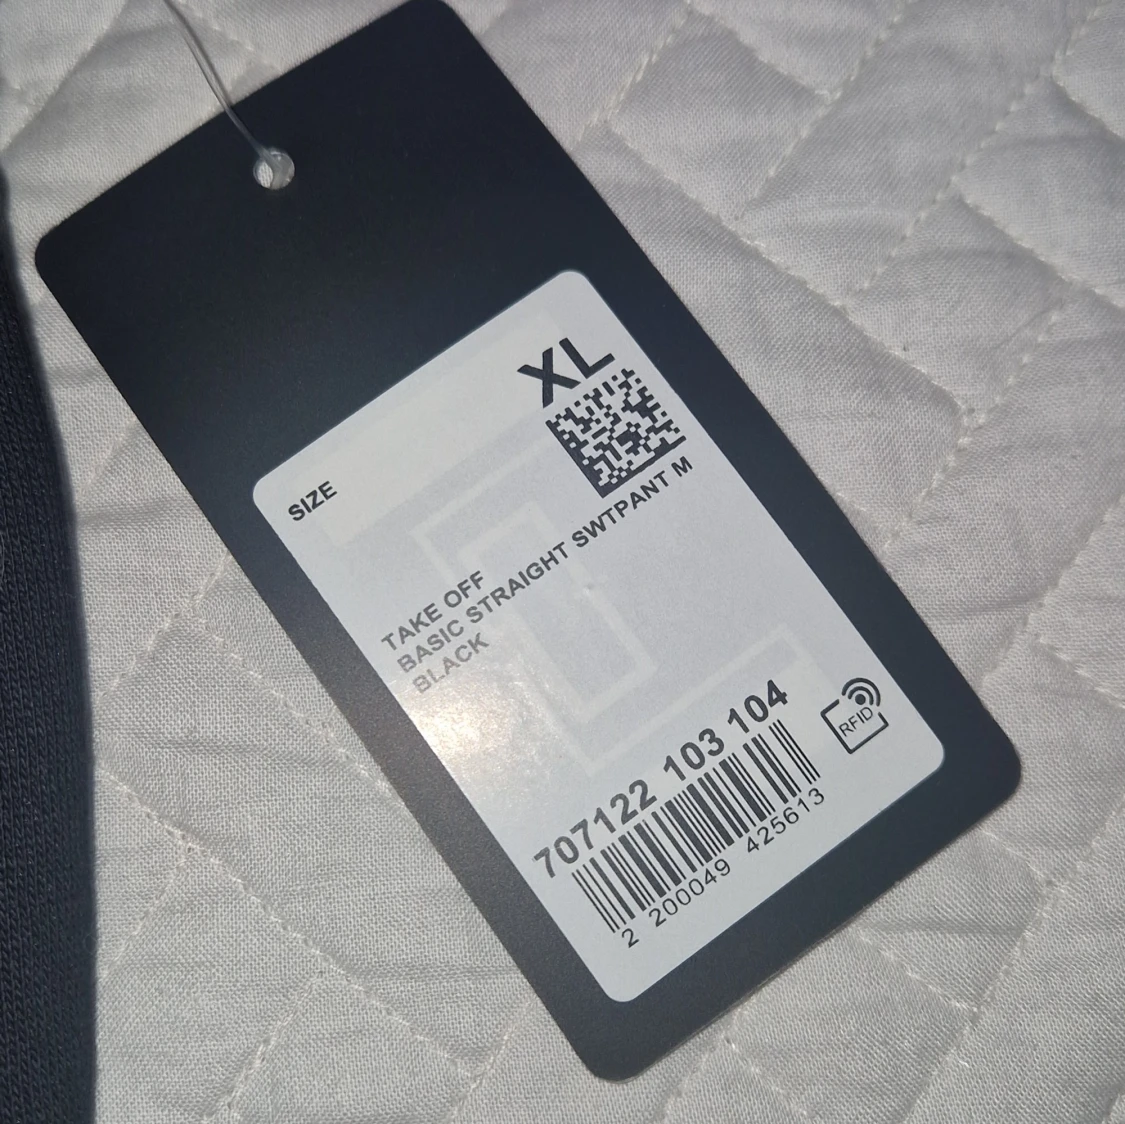 XL
SIZE
TAKE OFF
BASIC STRAIGHT SWTPANT M
BLACK
707122 103 104
RFID
2 200049 425613